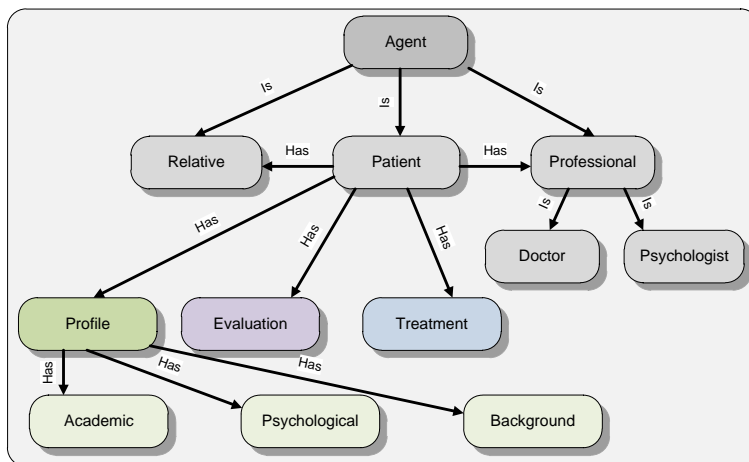 Agent
Is
Is
Is
Relative
Has
Patient
Has
Professional
Has
Has
Has
Is
Is
Doctor
Psychologist
Profile
Evaluation
Treatment
Has
Has
Has
Academic
Psychological
Background